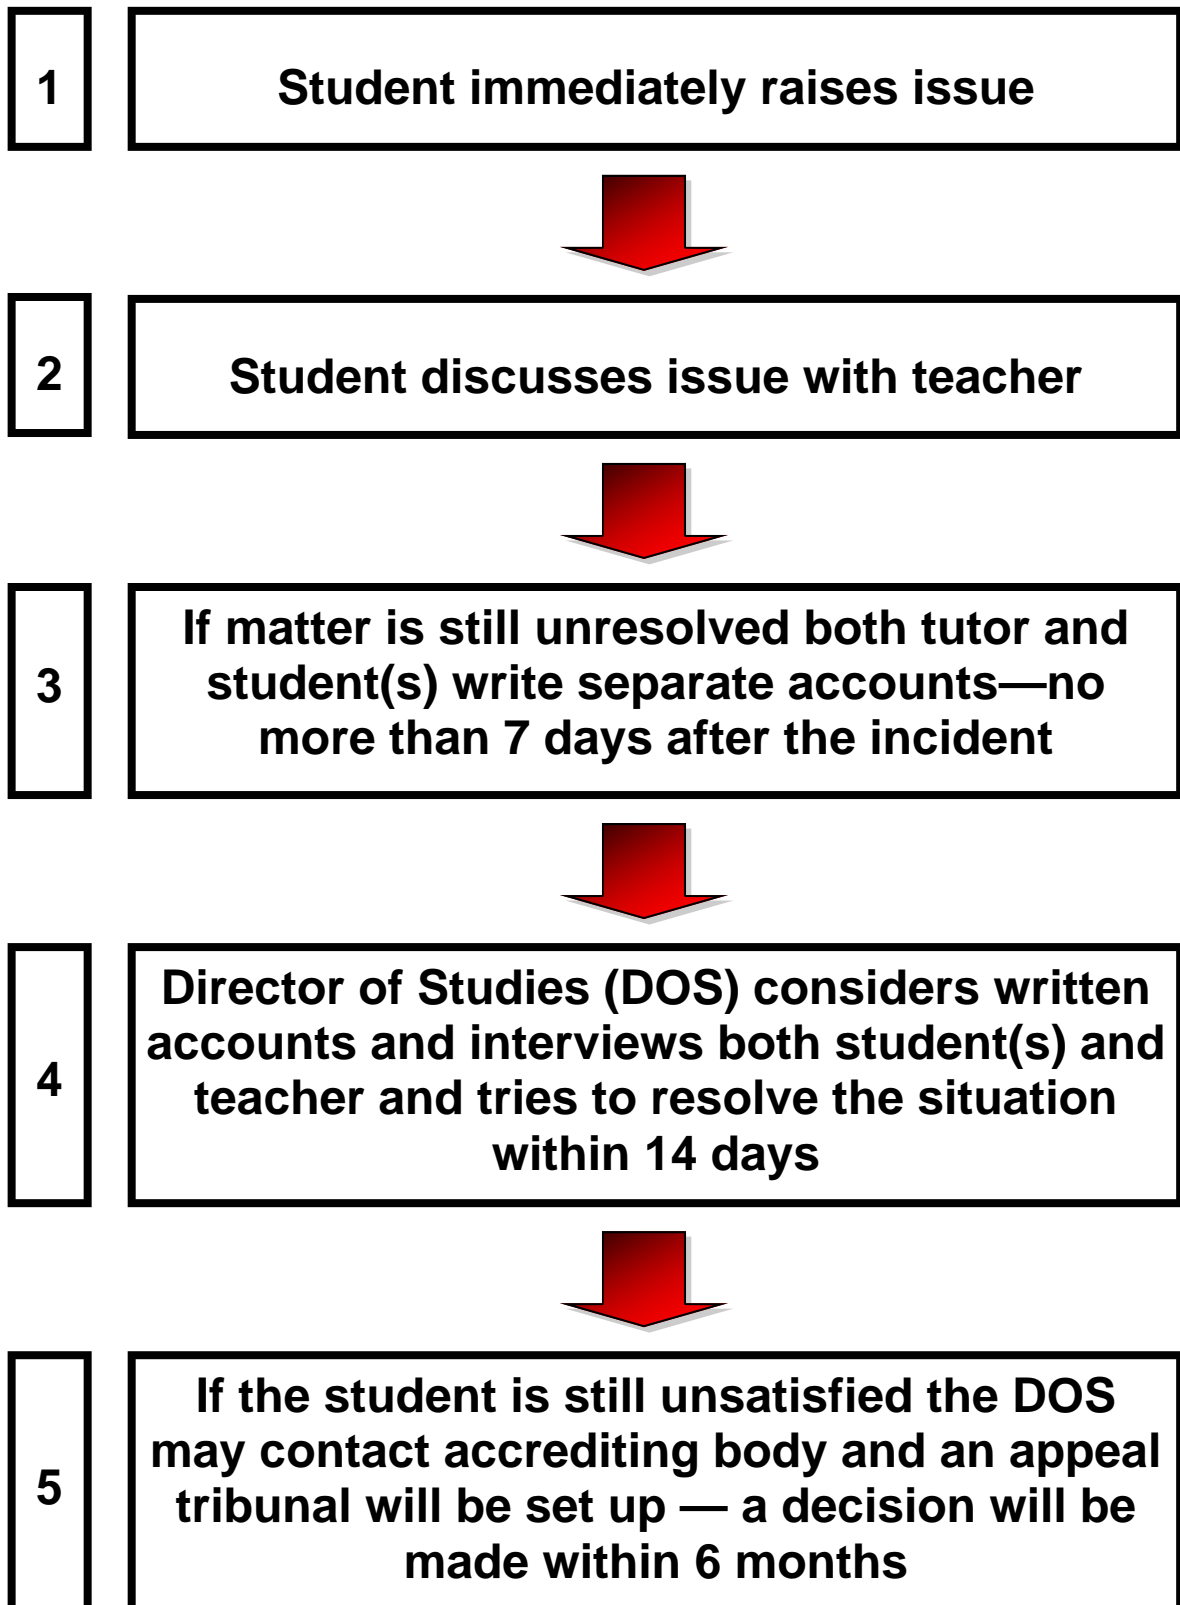 1
Student immediately raises issue
2
Student discusses issue with teacher
3
If matter is still unresolved both tutor and
student(s) write separate accounts—no
more than 7 days after the incident
4
Director of Studies (DOS) considers written
accounts and interviews both student(s) and
teacher and tries to resolve the situation
within 14 days
5
If the student is still unsatisfied the DOS
may contact accrediting body and an appeal
tribunal will be set up — a decision will be
made within 6 months